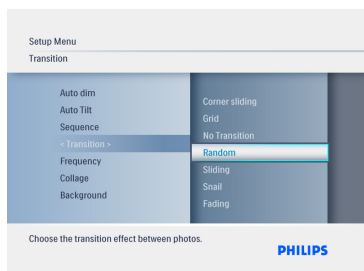 Setup Menu
Transition
Auto dim
Auto Tilt
Sequence
< Transition >
Frequency
Collage
Background
Corner sliding
Grid
No Transition
Random
Sliding
Snail
Fading
Choose the transition effect between photos.
PHILIPS